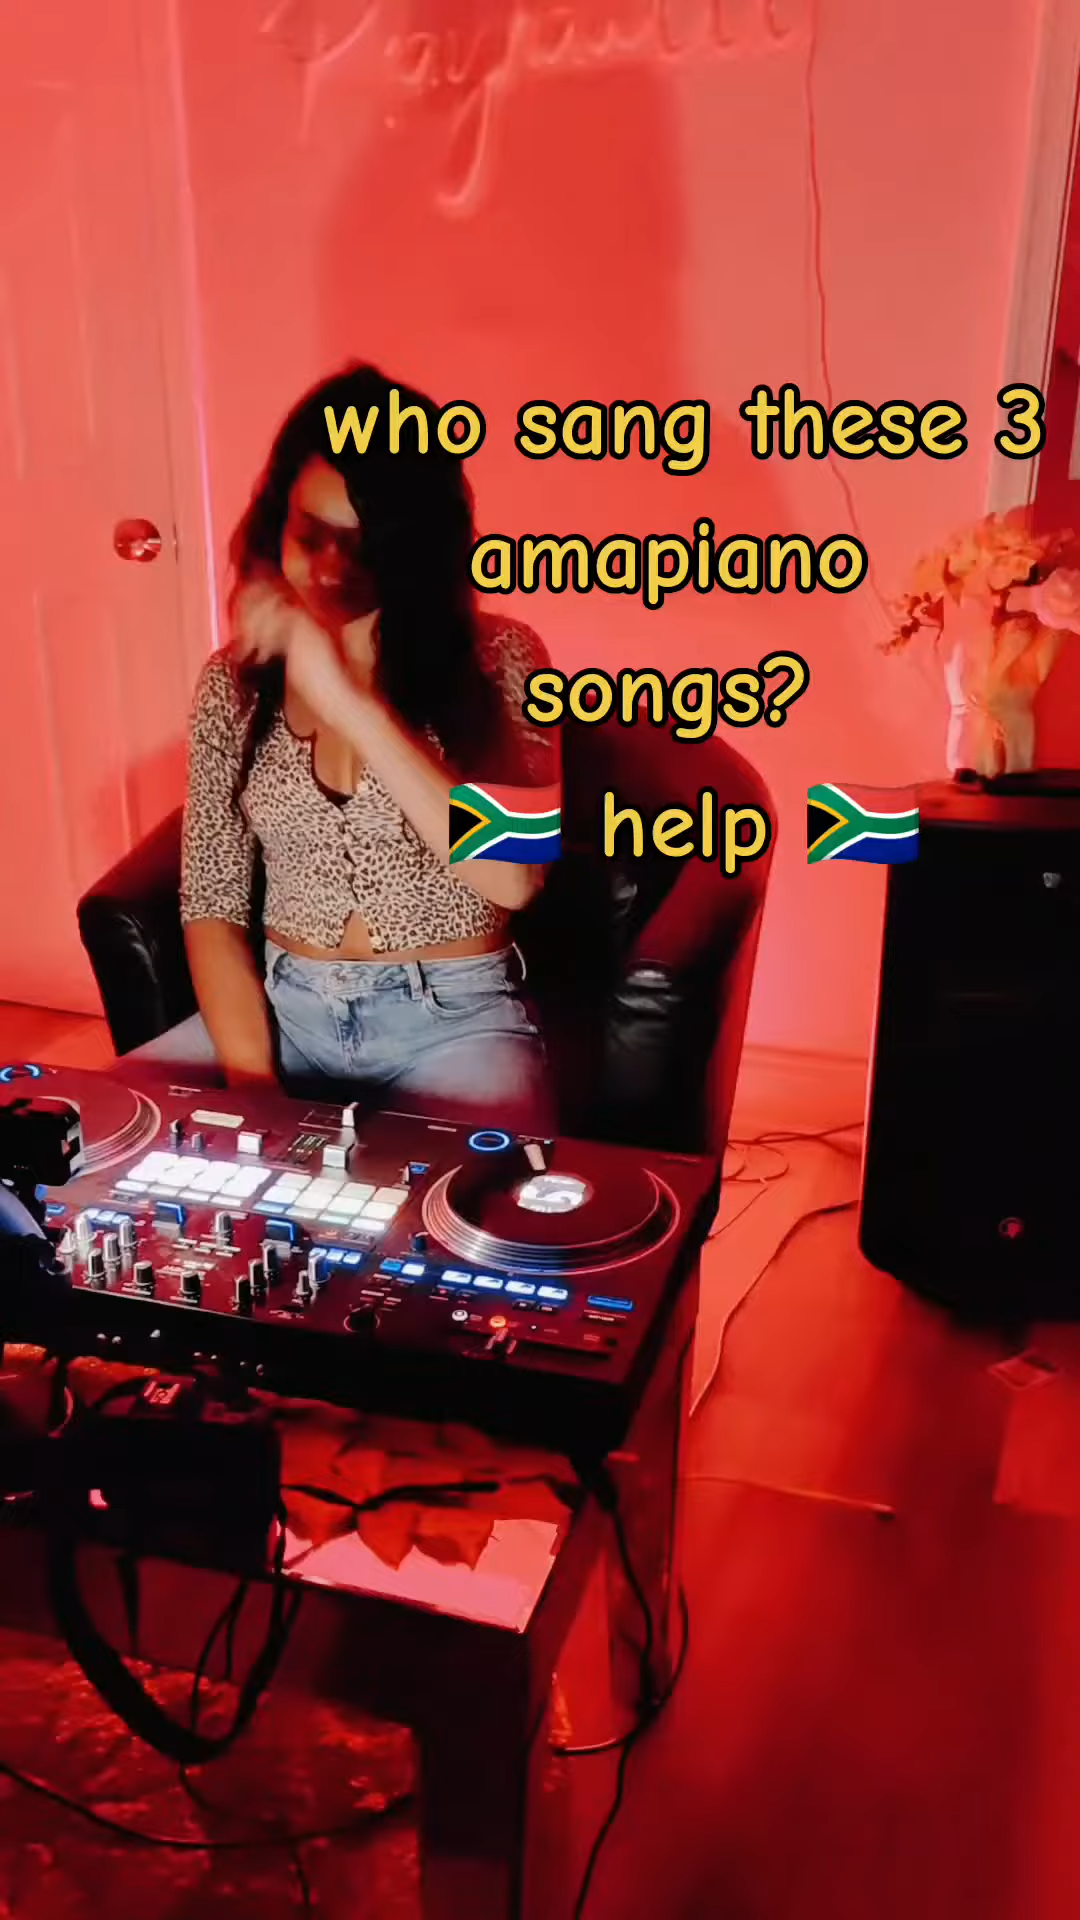 who sang these 3
amapiano
songs?
🇿🇦 help 🇿🇦